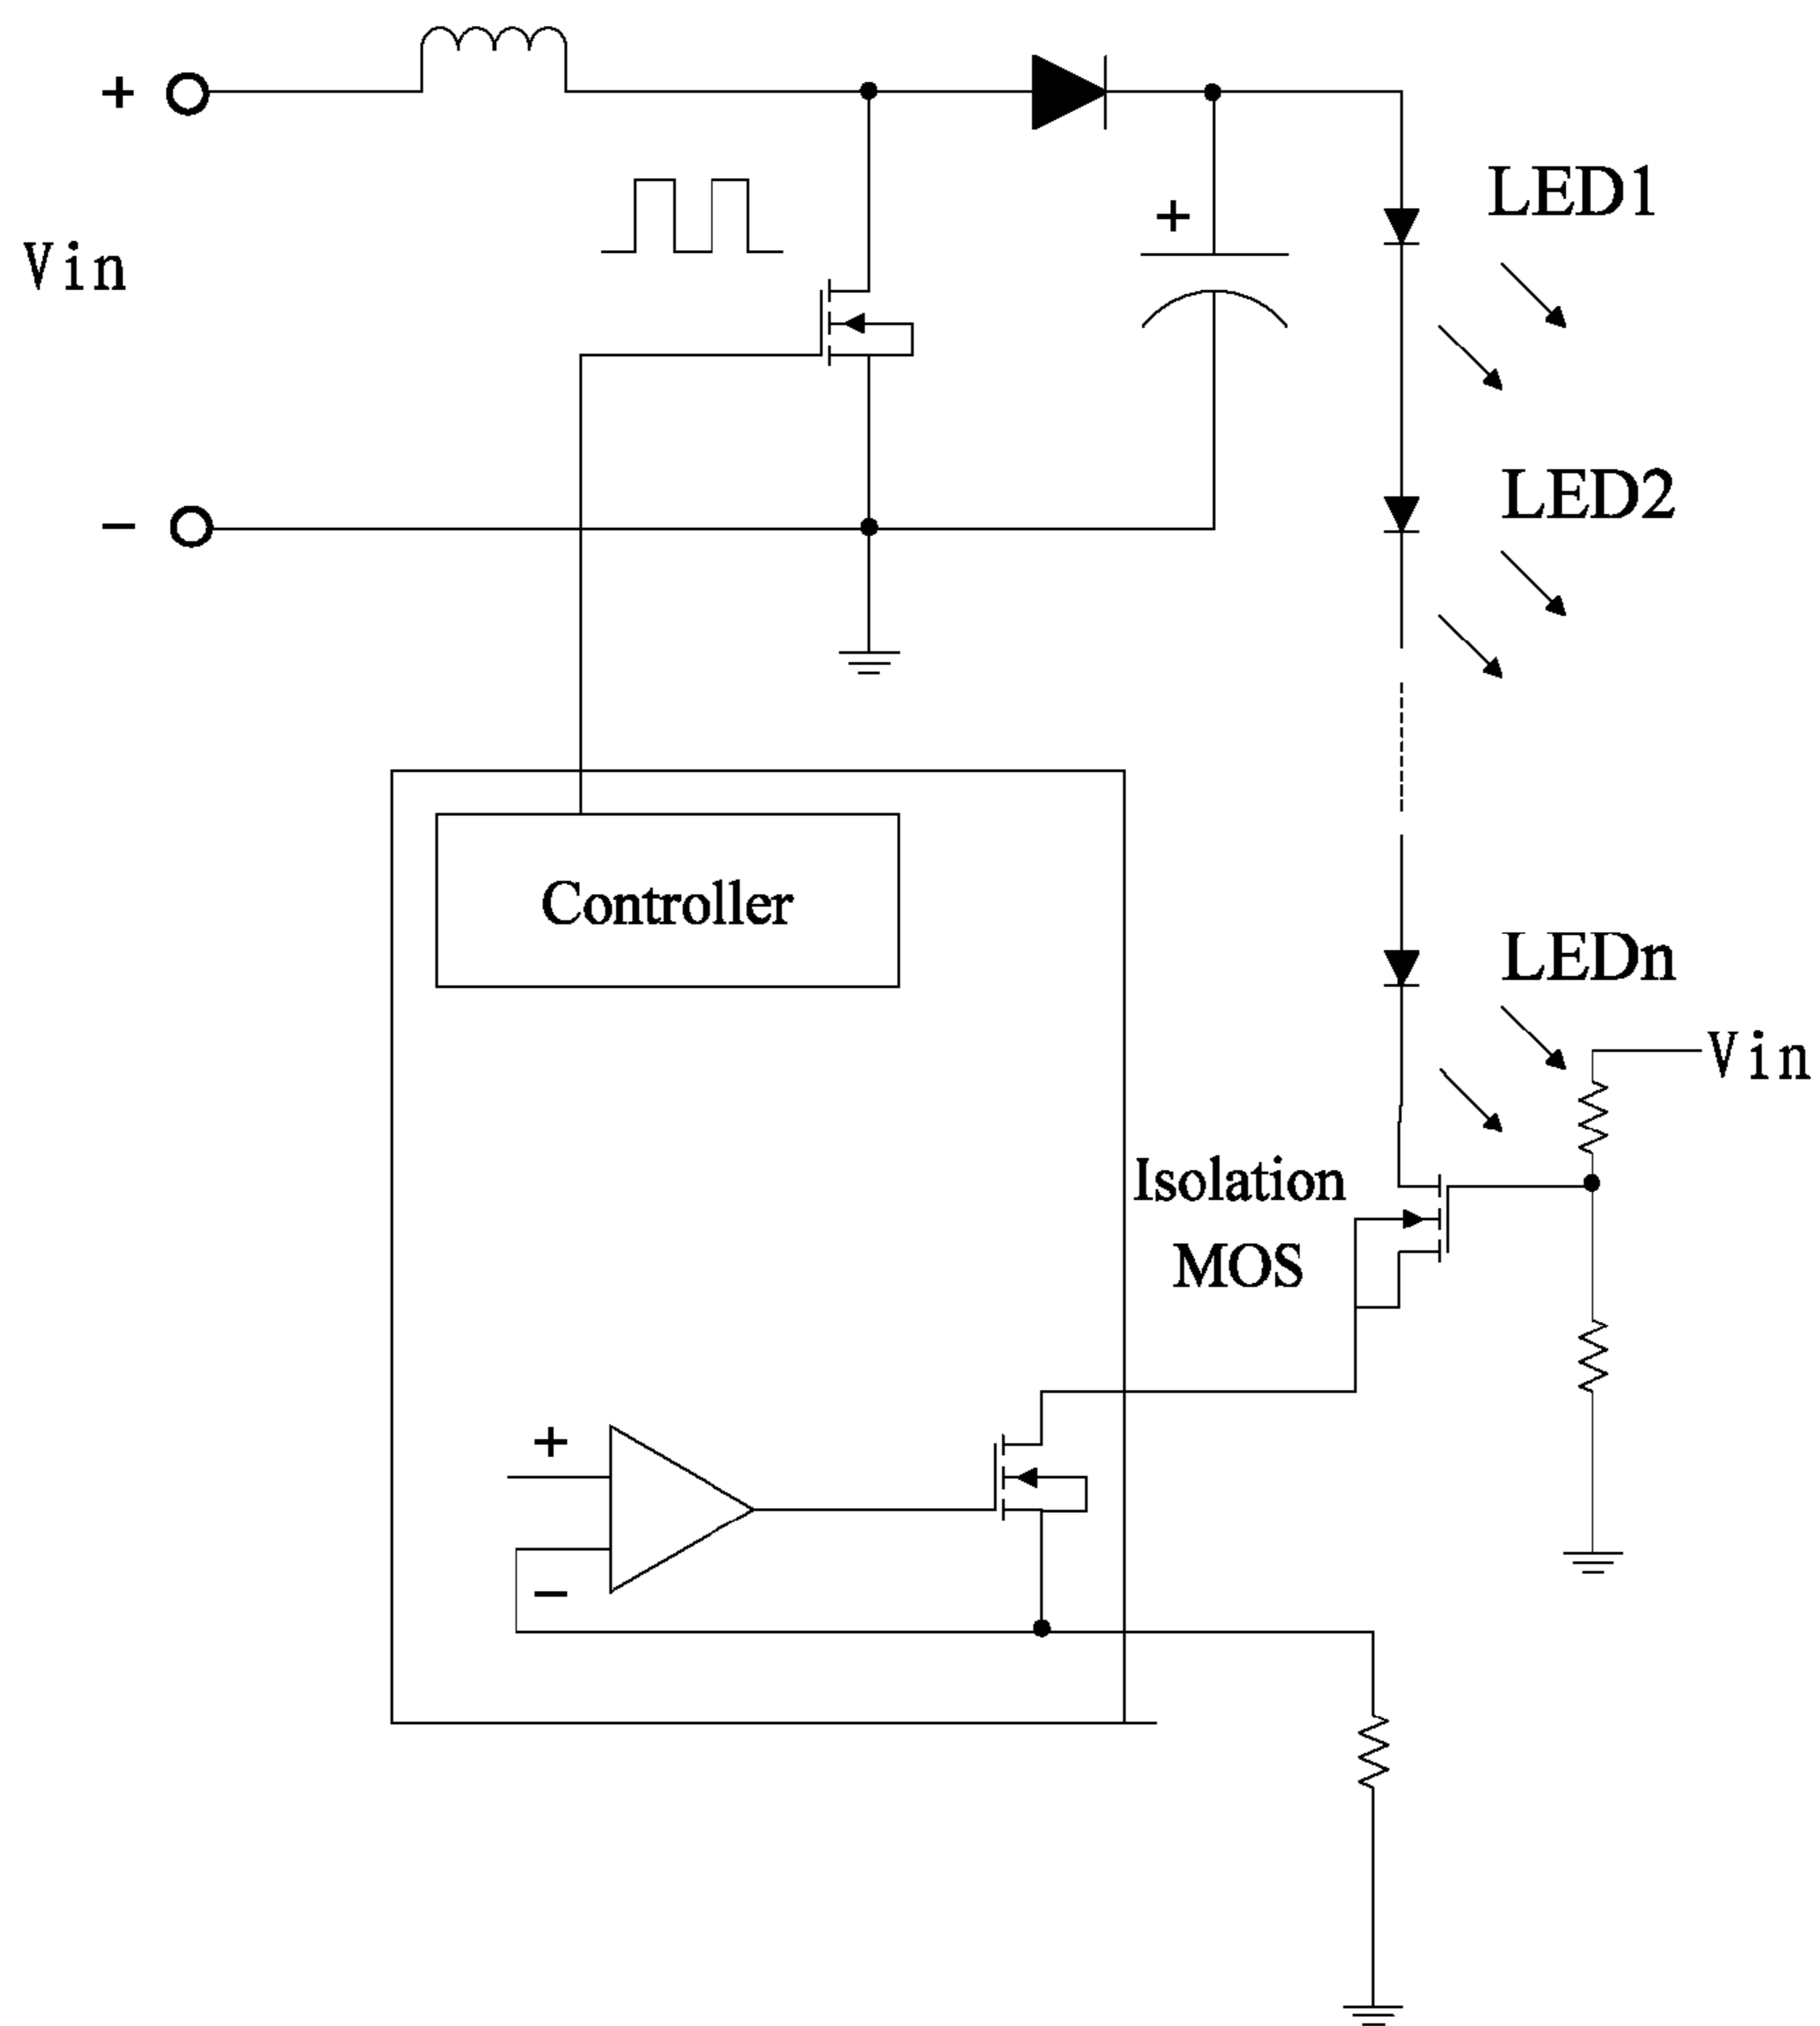 +
Vin
−
+
LED1
LED2
LEDn
Vin
Controller
Isolation
MOS
+
−